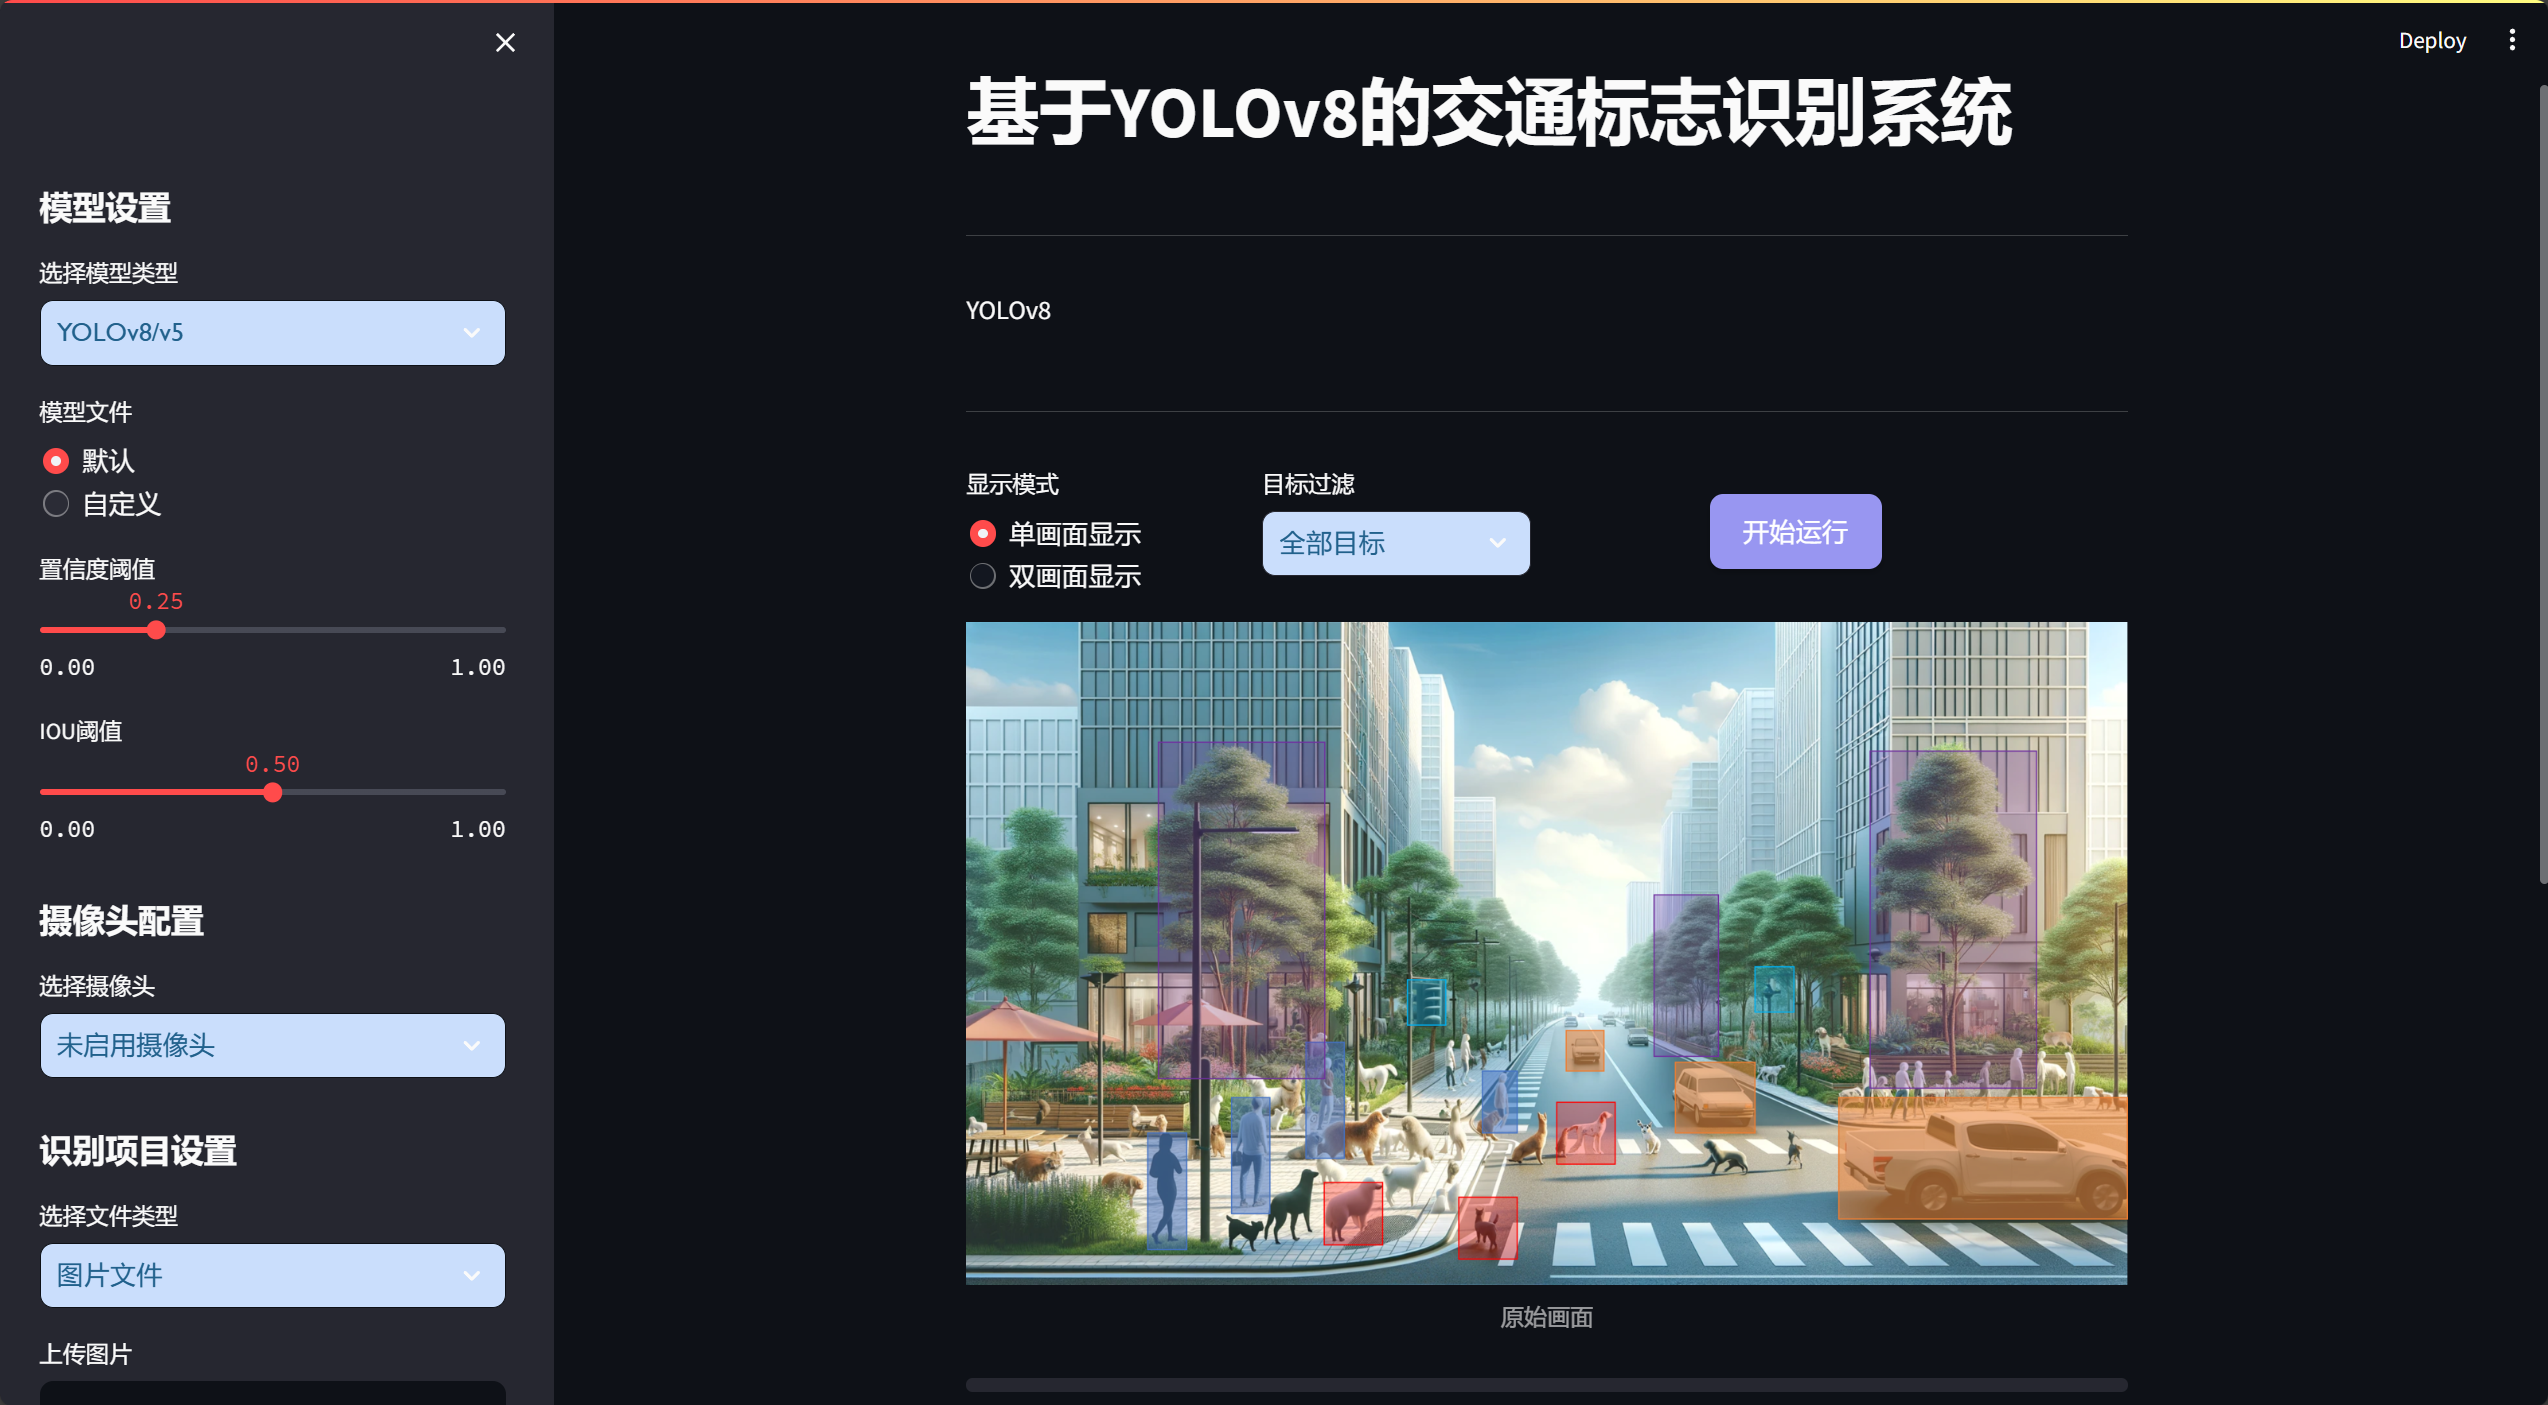 Deploy
基于YOLOv8的交通标志识别系统
模型设置
选择模型类型
YOLOv8/v5
模型文件
默认
自定义
置信度阈值
0.25
0.00 1.00
IOU阈值
0.50
0.00 1.00
摄像头配置
选择摄像头
未启用摄像头
识别项目设置
选择文件类型
图片文件
上传图片
YOLOv8
显示模式
单画面显示
双画面显示
目标过滤
全部目标
开始运行
原始画面